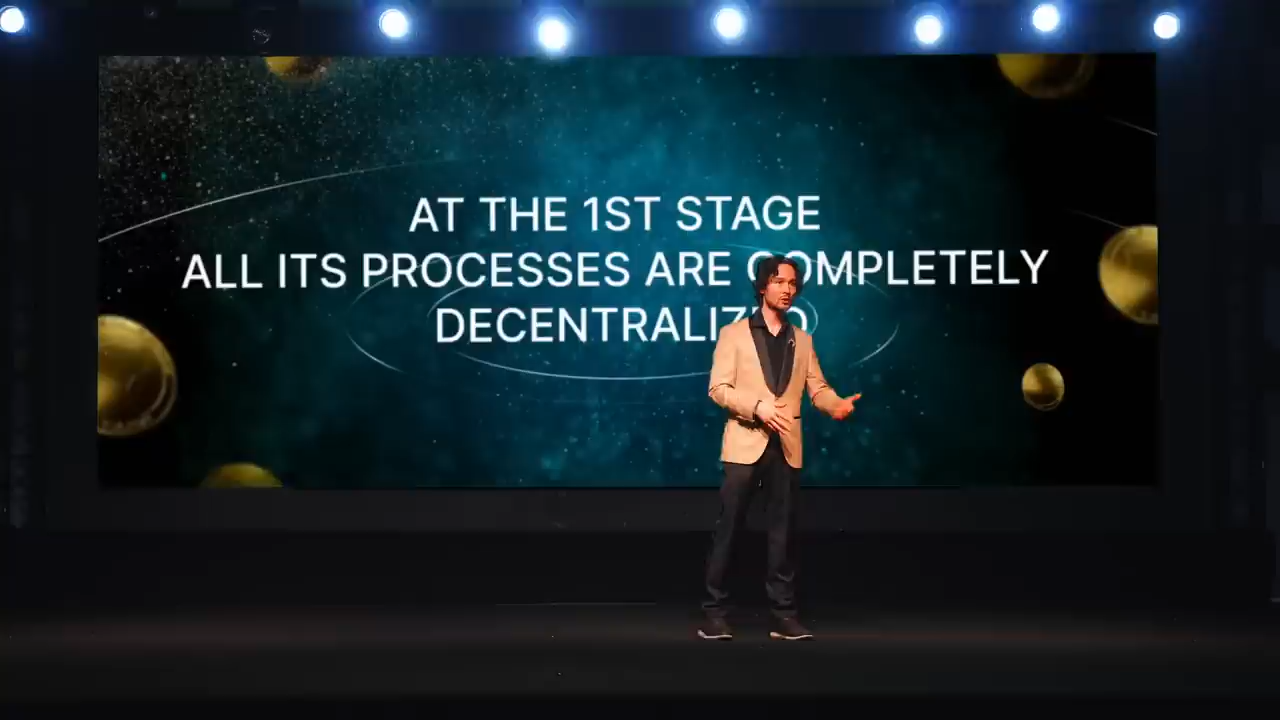 AT THE 1ST STAGE
ALL ITS PROCESSES ARE COMPLETELY
DECENTRALIZED